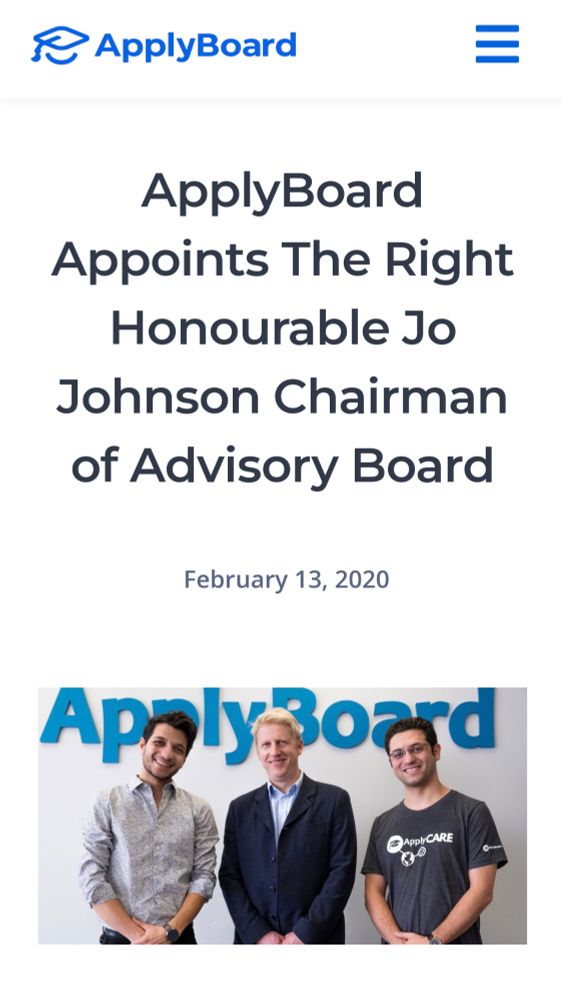 ApplyBoard
ApplyBoard
Appoints The Right
Honourable Jo
Johnson Chairman
of Advisory Board
February 13, 2020
ApplyBoard
ApplyCARE